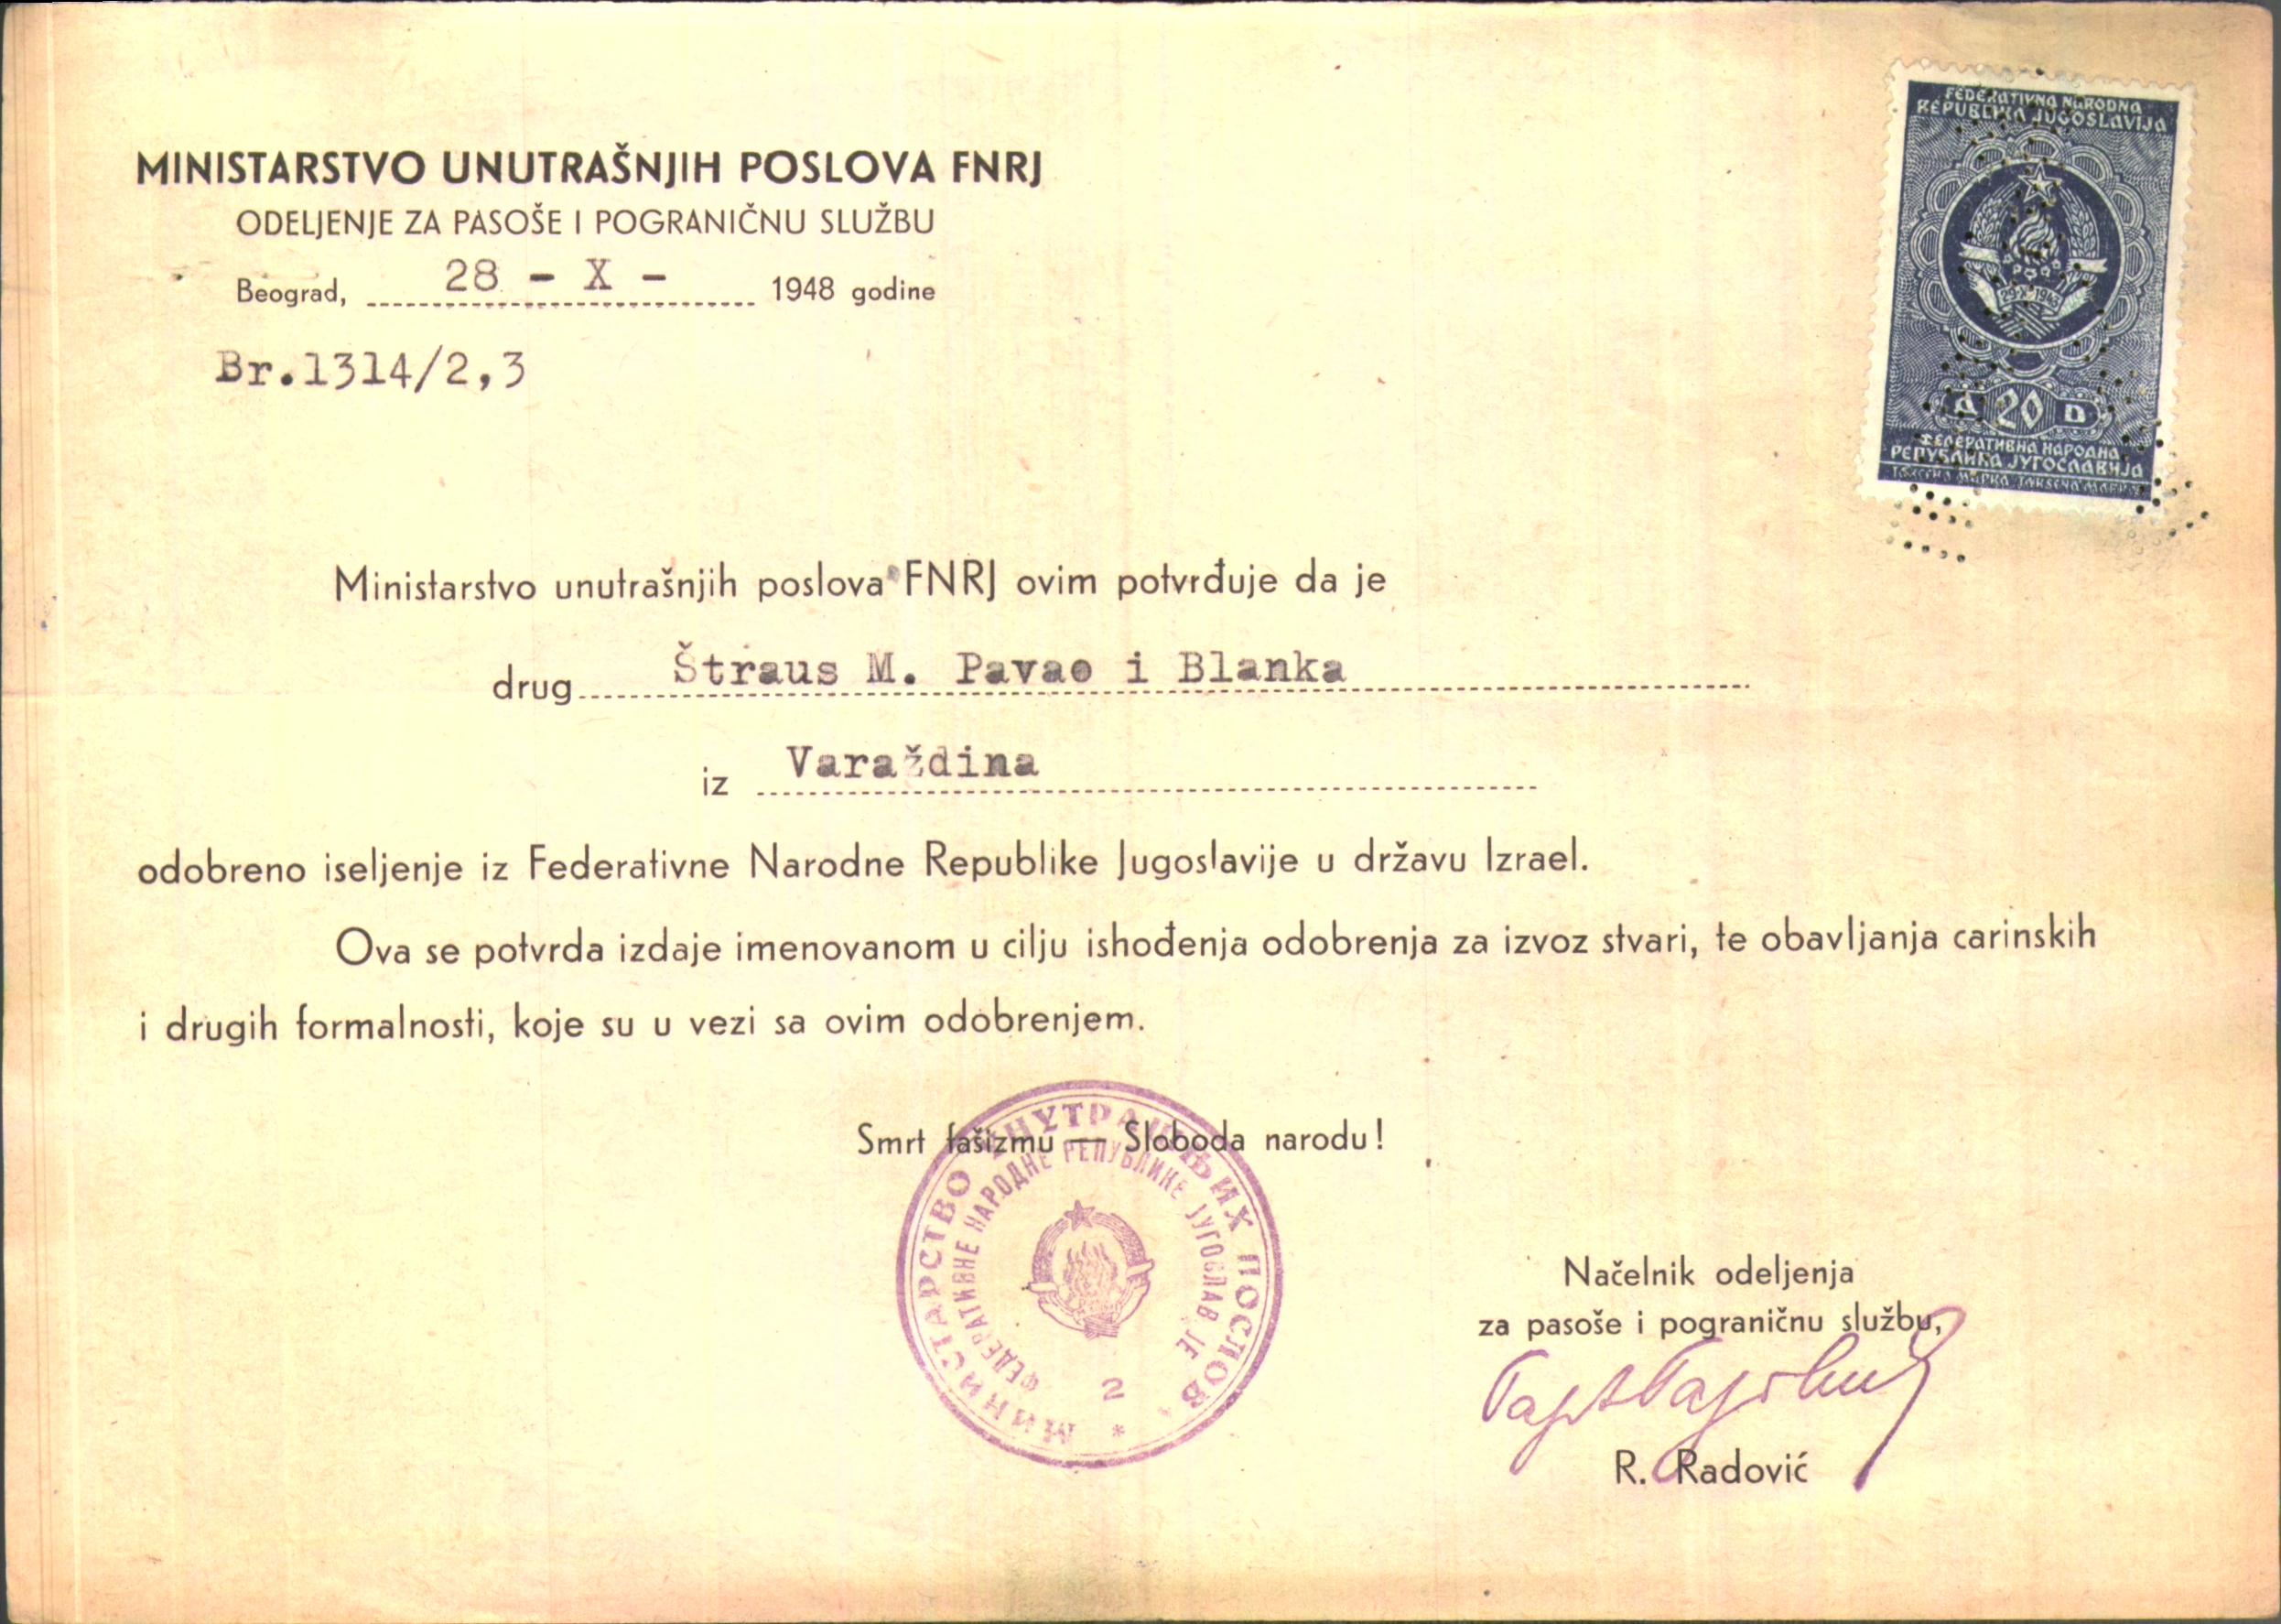 FEDERATIVNA NARODNA
REPUBLIKA JUGOSLAVIJA
MINISTARSTVO UNUTRAŠNJIH POSLOVA FNRJ
ODELJENJE ZA PASOŠE I POGRANIČNU SLUŽBU
Beograd, 28 - X - 1948 godine
Br.1314/2,3
D 20 D
ФЕДЕРАТИВНА НАРОДНА
РЕПУБЛИКА ЈУГОСЛАВИЈА
Ministarstvo unutrašnjih poslova FNRJ ovim potvrđuje da je
drug Štraus M. Pavao i Blanka
iz Varaždina
odobreno iseljenje iz Federativne Narodne Republike Jugoslavije u državu Izrael.
Ova se potvrda izdaje imenovanom u cilju ishođenja odobrenja za izvoz stvari, te obavljanja carinskih
i drugih formalnosti, koje su u vezi sa ovim odobrenjem.
Smrt fašizmu — Sloboda narodu!
МИНИСТАРСТВО УНУТРАШЊИХ ПОСЛОВА
ФЕДЕРАТИВНЕ НАРОДНЕ РЕПУБЛИКЕ ЈУГОСЛАВИЈЕ
2
Načelnik odeljenja
za pasoše i pograničnu službu,
R. Radović